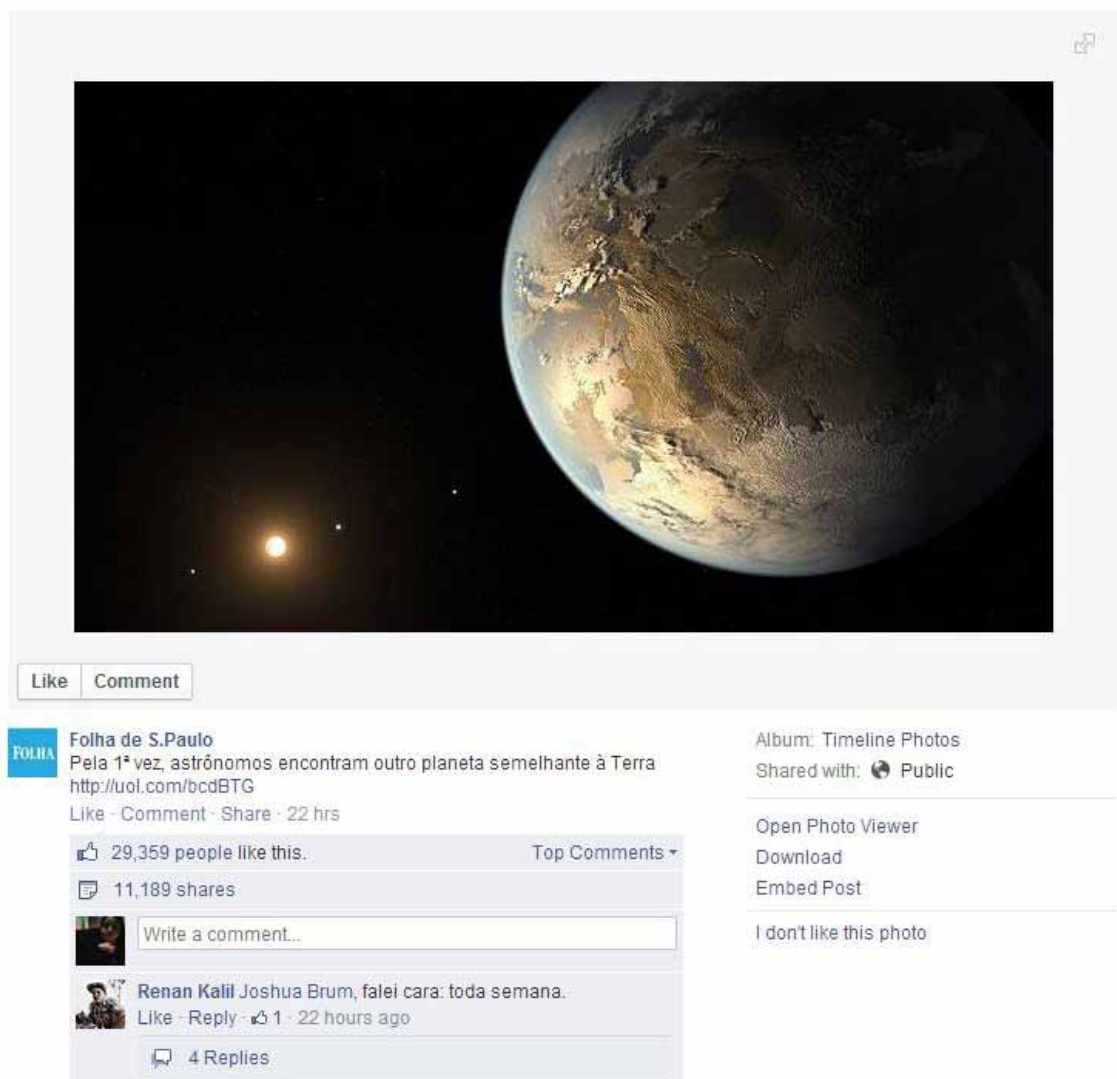 Like Comment
FOLHA
Folha de S.Paulo
Pela 1ª vez, astrônomos encontram outro planeta semelhante à Terra
http://uol.com/bcdBTG
Like · Comment · Share · 22 hrs
29,359 people like this. Top Comments
11,189 shares
Write a comment...
Renan Kalil Joshua Brum, falei cara: toda semana.
Like · Reply · 1 · 22 hours ago
4 Replies
Album: Timeline Photos
Shared with: Public
Open Photo Viewer
Download
Embed Post
I don't like this photo